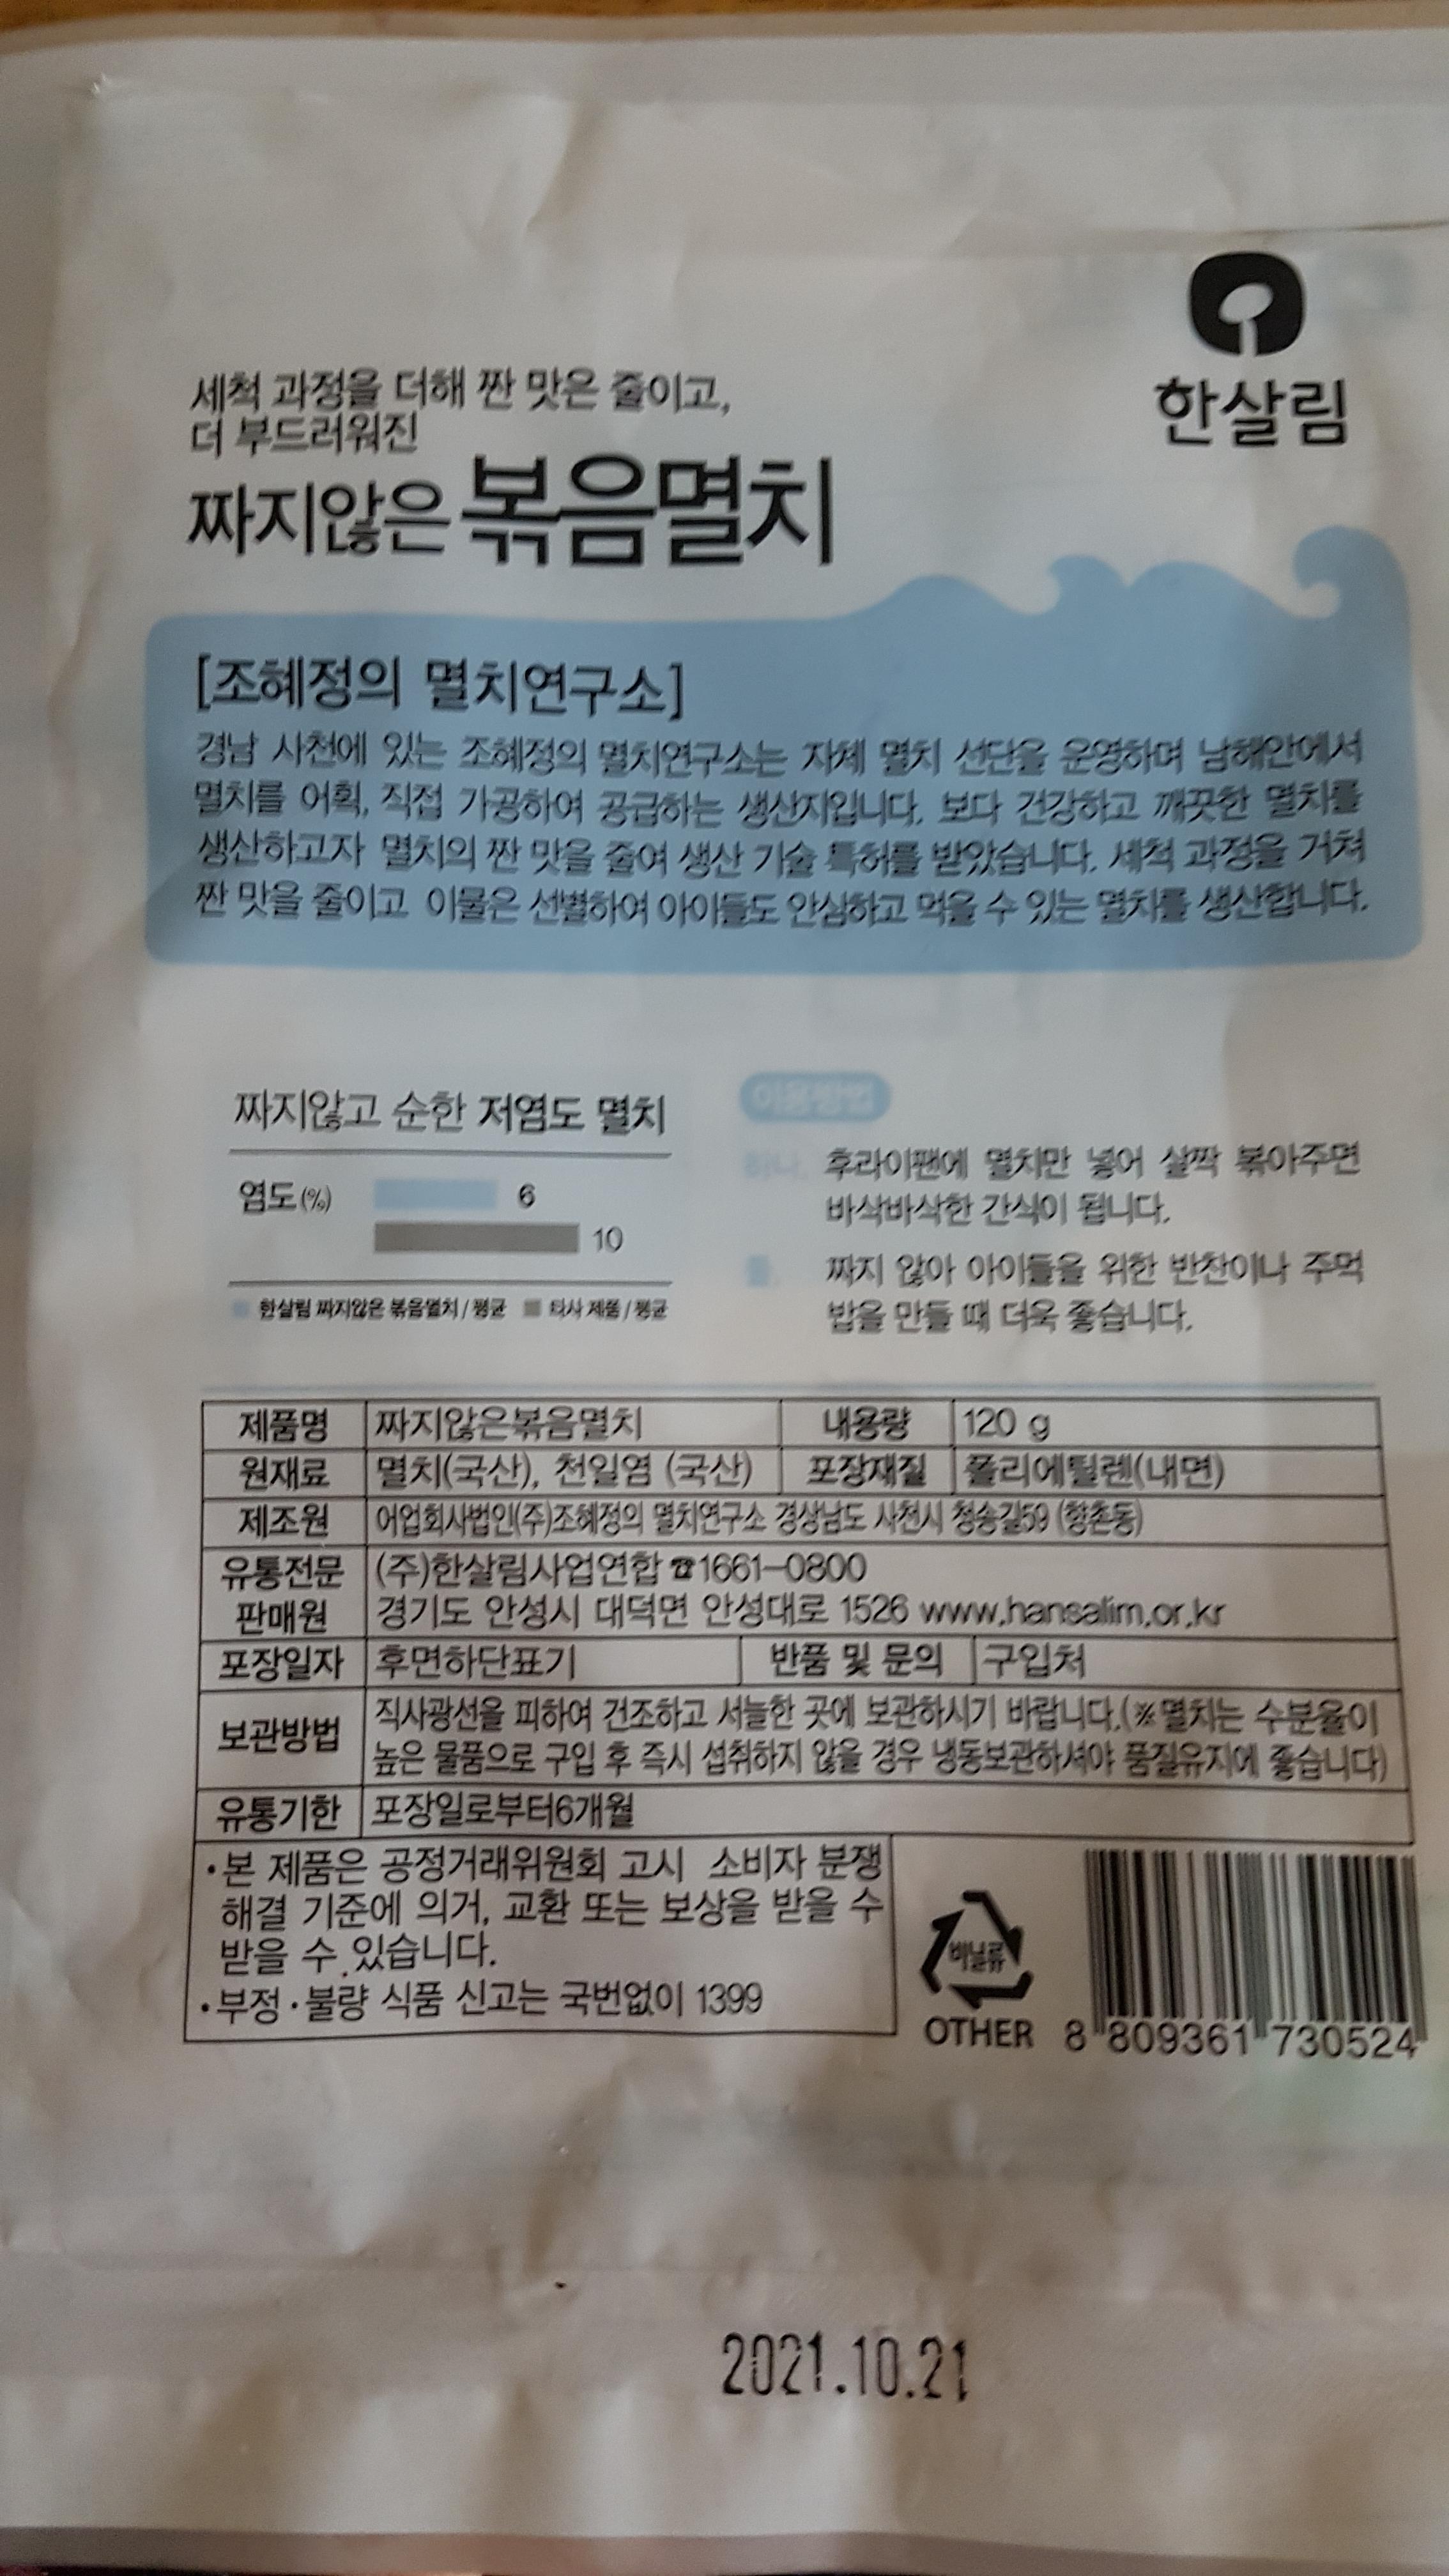 한살림
세척 과정을 더해 짠 맛은 줄이고,
더 부드러워진
짜지않은 볶음멸치
[조혜정의 멸치연구소]
경남 사천에 있는 조혜정의 멸치연구소는 자체 멸치 선단을 운영하며 남해안에서
멸치를 어획, 직접 가공하여 공급하는 생산지입니다. 보다 건강하고 깨끗한 멸치를
생산하고자 멸치의 짠 맛을 줄여 생산 기술 특허를 받았습니다. 세척 과정을 거쳐
짠 맛을 줄이고 이물은 선별하여 아이들도 안심하고 먹을 수 있는 멸치를 생산합니다.
짜지않고 순한 저염도 멸치
염도(%) 6
10
한살림 짜지않은 볶음멸치 / 평균 타사 제품 / 평균
이용방법
하나. 후라이팬에 멸치만 넣어 살짝 볶아주면
바삭바삭한 간식이 됩니다.
둘. 짜지 않아 아이들을 위한 반찬이나 주먹
밥을 만들 때 더욱 좋습니다.
제품명 짜지않은볶음멸치 내용량 120 g
원재료 멸치(국산), 천일염 (국산) 포장재질 폴리에틸렌(내면)
제조원 어업회사법인(주)조혜정의 멸치연구소 경상남도 사천시 청송길59 (향촌동)
유통전문 (주)한살림사업연합 ☎1661-0800
판매원 경기도 안성시 대덕면 안성대로 1526 www.hansalim.or.kr
포장일자 후면하단표기 반품 및 문의 구입처
보관방법 직사광선을 피하여 건조하고 서늘한 곳에 보관하시기 바랍니다.(※멸치는 수분율이
높은 물품으로 구입 후 즉시 섭취하지 않을 경우 냉동보관하셔야 품질유지에 좋습니다)
유통기한 포장일로부터6개월
•본 제품은 공정거래위원회 고시 소비자 분쟁
해결 기준에 의거, 교환 또는 보상을 받을 수
받을 수 있습니다.
•부정·불량 식품 신고는 국번없이 1399
비닐류
OTHER
8 809361 730524
2021.10.21